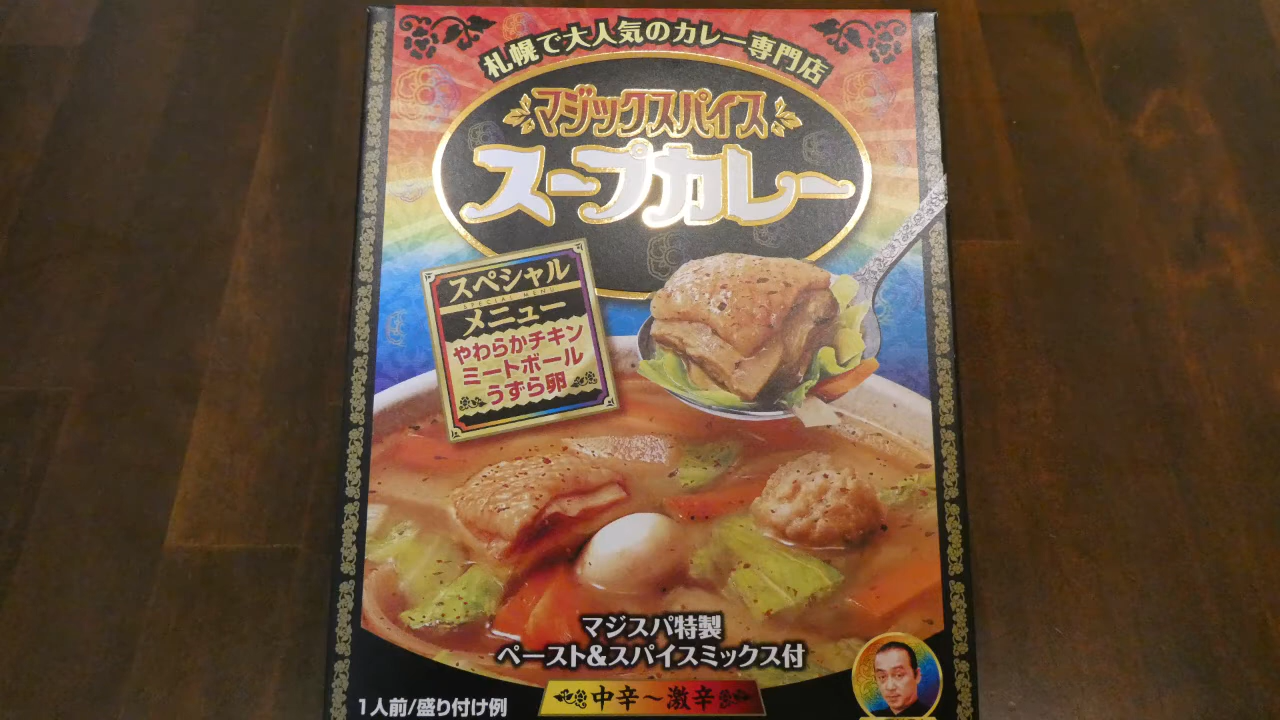 札幌で大人気のカレー専門店
マジックスパイス
スープカレー
スペシャル
SPECIAL MENU
メニュー
やわらかチキン
ミートボール
うずら卵
マジスパ特製
ペースト&スパイスミックス付
中辛～激辛
1人前/盛り付け例